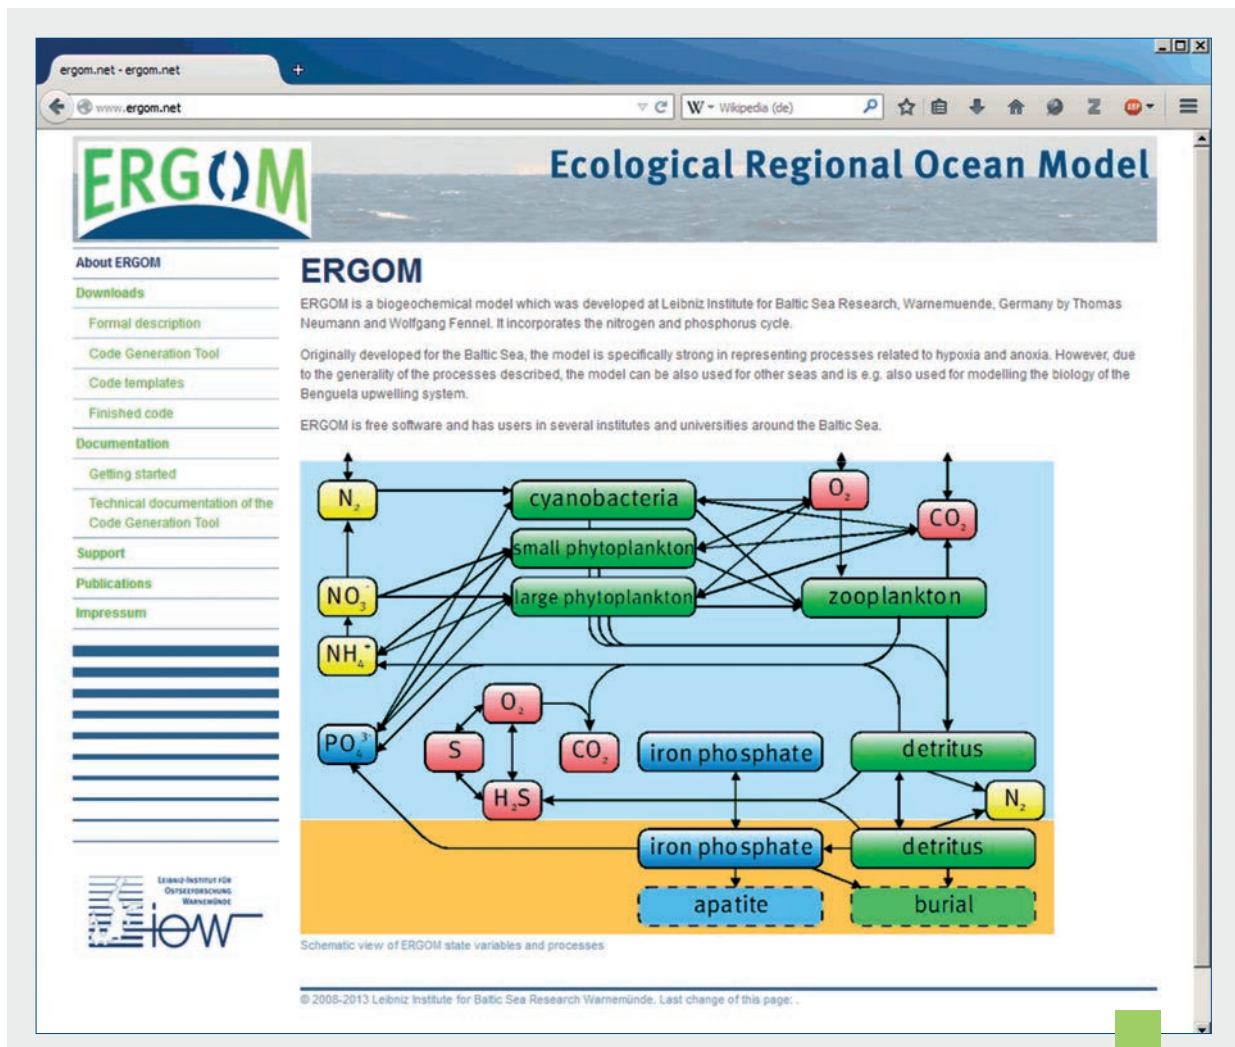 ergom.net - ergom.net
+
www.ergom.net
W Wikipedia (de)
Z
ABP
ERGOM
Ecological Regional Ocean Model
About ERGOM
Downloads
Formal description
Code Generation Tool
Code templates
Finished code
Documentation
Getting started
Technical documentation of the
Code Generation Tool
Support
Publications
Impressum
LEIBNIZ-INSTITUT FÜR
OSTSEEFORSCHUNG
WARNEMÜNDE
iow
ERGOM
ERGOM is a biogeochemical model which was developed at Leibniz Institute for Baltic Sea Research, Warnemuende, Germany by Thomas
Neumann and Wolfgang Fennel. It incorporates the nitrogen and phosphorus cycle.
Originally developed for the Baltic Sea, the model is specifically strong in representing processes related to hypoxia and anoxia. However, due
to the generality of the processes described, the model can be also used for other seas and is e.g. also used for modelling the biology of the
Benguela upwelling system.
ERGOM is free software and has users in several institutes and universities around the Baltic Sea.
N₂
cyanobacteria
O₂
CO₂
small phytoplankton
NO₃⁻
large phytoplankton
zooplankton
NH₄⁺
O₂
PO₄³⁻
S
CO₂
iron phosphate
detritus
H₂S
N₂
iron phosphate
detritus
apatite
burial
Schematic view of ERGOM state variables and processes
© 2008-2013 Leibniz Institute for Baltic Sea Research Warnemünde. Last change of this page: .